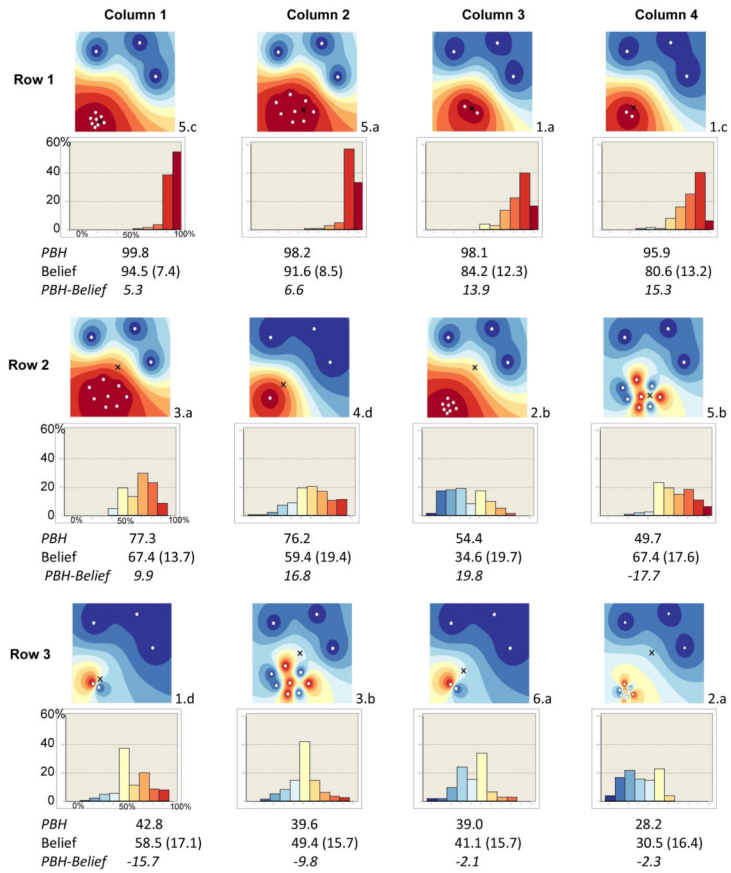 Column 1 Column 2 Column 3 Column 4
Row 1
5.c 5.a 1.a 1.c
60%
40
20
0
0% 50% 100%
PBH 99.8 98.2 98.1 95.9
Belief 94.5 (7.4) 91.6 (8.5) 84.2 (12.3) 80.6 (13.2)
PBH-Belief 5.3 6.6 13.9 15.3
Row 2
3.a 4.d 2.b 5.b
60%
40
20
0
0% 50% 100%
PBH 77.3 76.2 54.4 49.7
Belief 67.4 (13.7) 59.4 (19.4) 34.6 (19.7) 67.4 (17.6)
PBH-Belief 9.9 16.8 19.8 -17.7
Row 3
1.d 3.b 6.a 2.a
60%
40
20
0
0% 50% 100%
PBH 42.8 39.6 39.0 28.2
Belief 58.5 (17.1) 49.4 (15.7) 41.1 (15.7) 30.5 (16.4)
PBH-Belief -15.7 -9.8 -2.1 -2.3